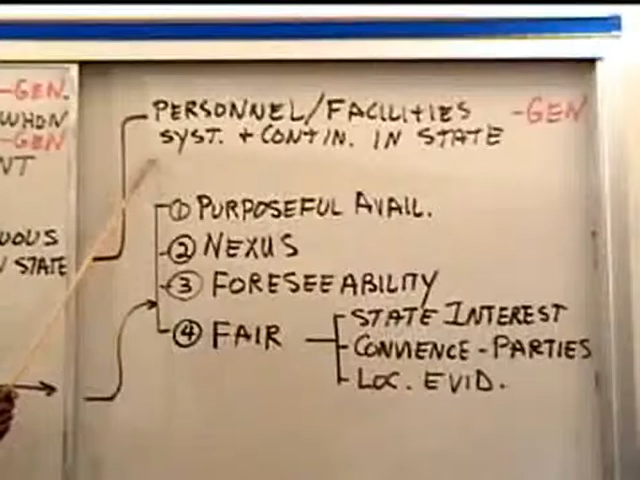 -GEN.
WHDN
-GEN
NT
UOUS
STATE
PERSONNEL/FACILITIES -GEN
SYST. + CONTIN. IN STATE
① PURPOSEFUL AVAIL.
② NEXUS
③ FORESEEABILITY
④ FAIR
STATE INTEREST
CONVIENCE - PARTIES
LOC. EVID.